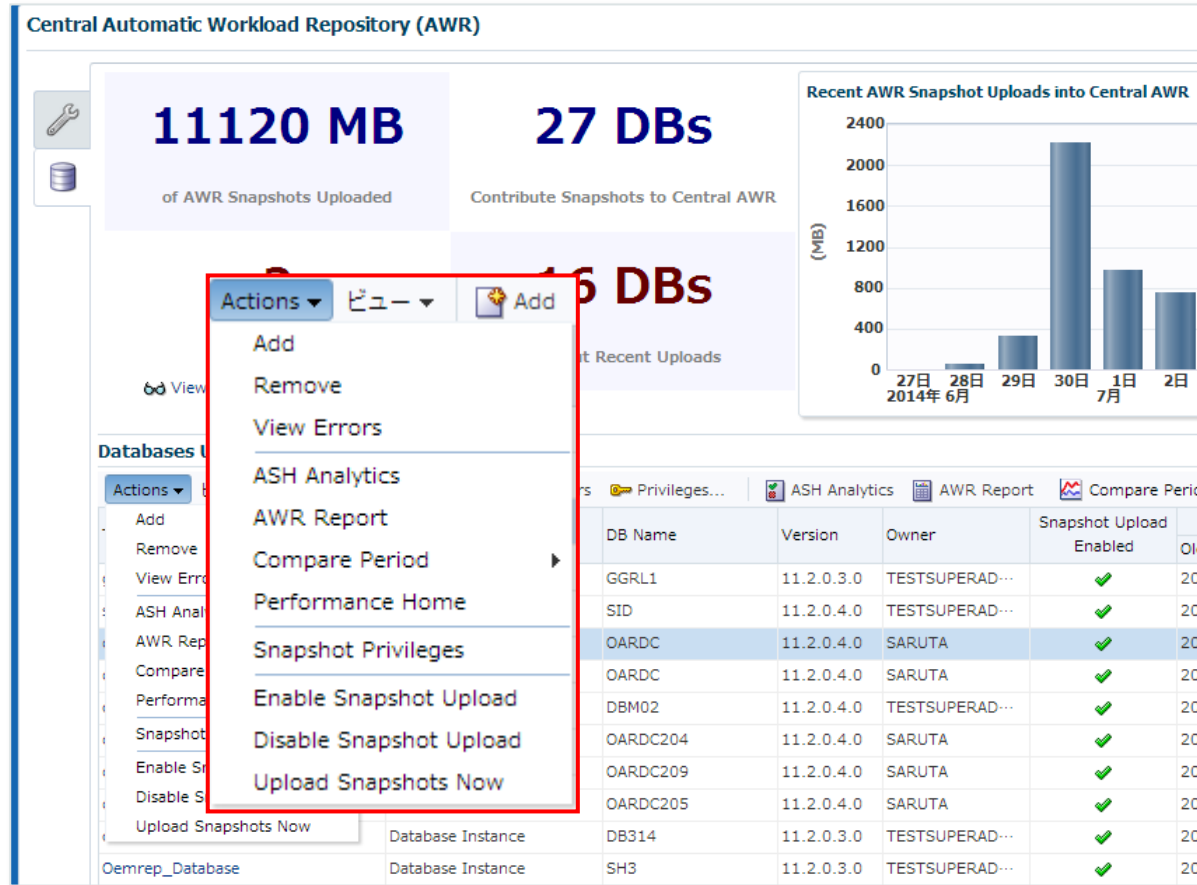 Central Automatic Workload Repository (AWR)
11120 MB
of AWR Snapshots Uploaded
27 DBs
Contribute Snapshots to Central AWR
DBs
Recent Uploads
View
Recent AWR Snapshot Uploads into Central AWR
(MB)
2400
2000
1600
1200
800
400
0
27日 28日 29日 30日 1日 2日
2014年 6月 7月
Actions ビュー Add
Add
Remove
View Errors
ASH Analytics
AWR Report
Compare Period
Performance Home
Snapshot Privileges
Enable Snapshot Upload
Disable Snapshot Upload
Upload Snapshots Now
Databases
Actions Privileges... ASH Analytics AWR Report Compare
Add
Remove
View
ASH
AWR
Compare
Snapshot
Enable
Disable
Upload Snapshots Now
DB Name Version Owner Snapshot Upload Enabled
GGRL1 11.2.0.3.0 TESTSUPERAD… 
SID 11.2.0.4.0 TESTSUPERAD…
OARDC 11.2.0.4.0 SARUTA
OARDC 11.2.0.4.0 SARUTA
DBM02 11.2.0.4.0 TESTSUPERAD…
OARDC204 11.2.0.4.0 SARUTA
OARDC209 11.2.0.4.0 SARUTA
OARDC205 11.2.0.4.0 SARUTA
Database Instance DB314 11.2.0.3.0 TESTSUPERAD…
Oemrep_Database Database Instance SH3 11.2.0.3.0 TESTSUPERAD…